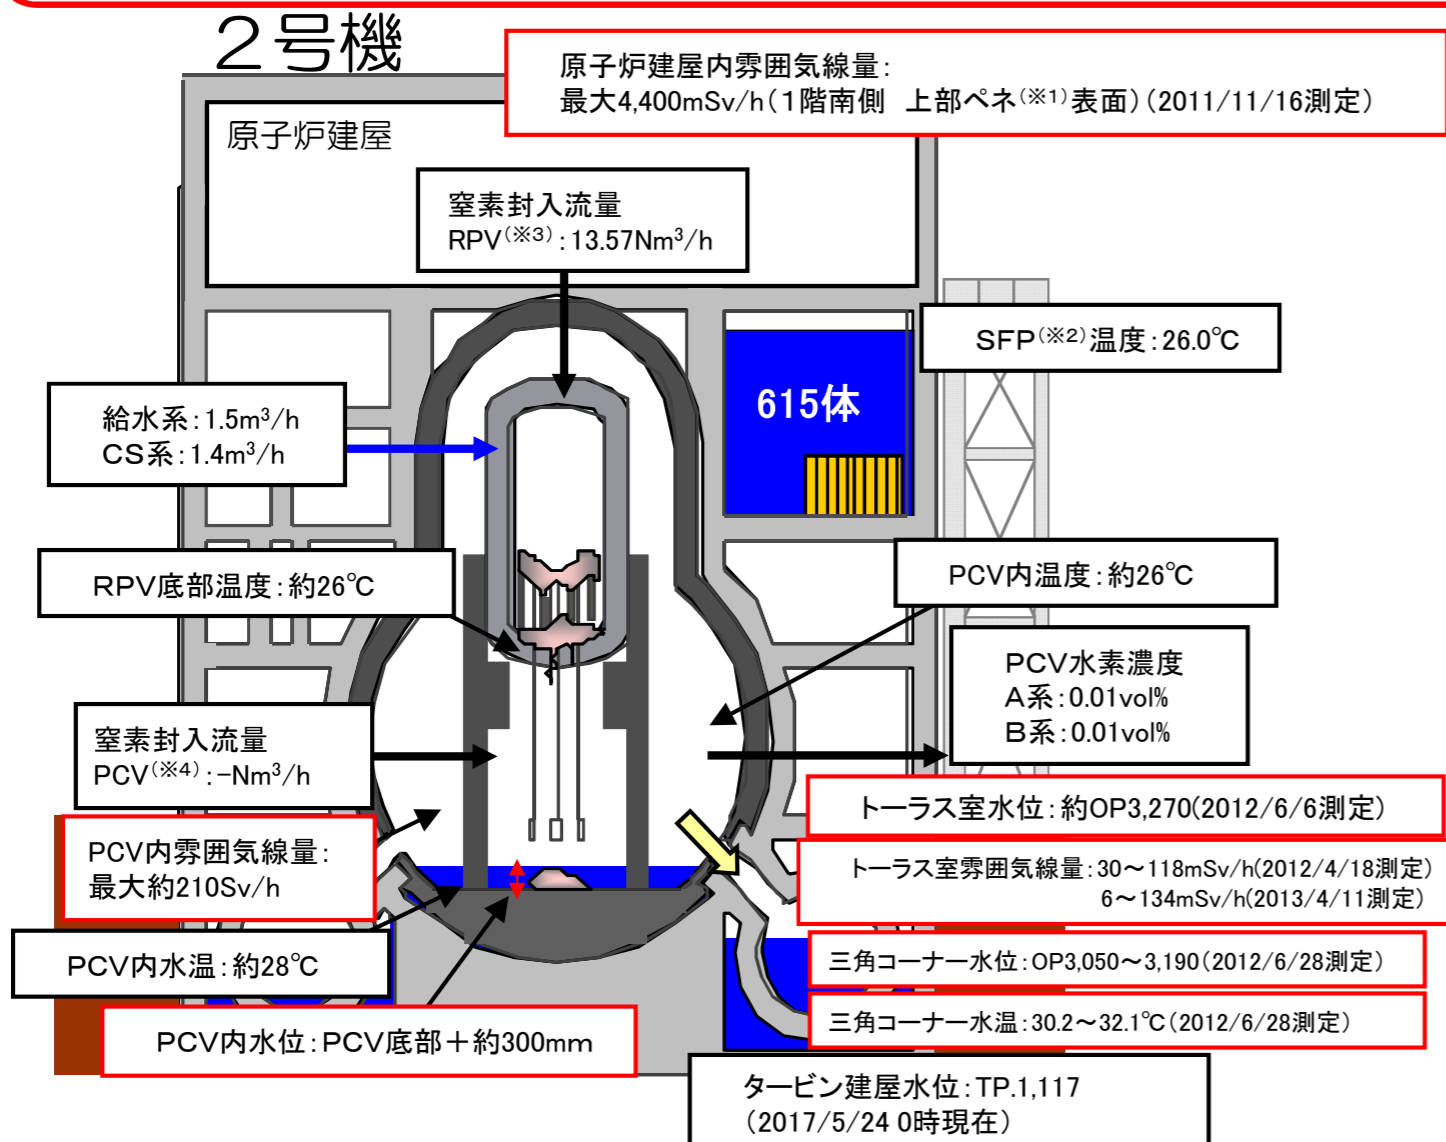 ２号機
原子炉建屋内雰囲気線量：
最大4,400mSv/h（１階南側　上部ペネ(※1)表面）（2011/11/16測定）
原子炉建屋
窒素封入流量
RPV(※3)：13.57Nm³/h
SFP(※2)温度：26.0℃
615体
給水系：1.5m³/h
CS系：1.4m³/h
RPV底部温度：約26℃
PCV内温度：約26℃
PCV水素濃度
A系：0.01vol%
B系：0.01vol%
窒素封入流量
PCV(※4)：-Nm³/h
トーラス室水位：約OP3,270(2012/6/6測定)
PCV内雰囲気線量：
最大約210Sv/h
トーラス室雰囲気線量：30～118mSv/h(2012/4/18測定)
6～134mSv/h(2013/4/11測定)
PCV内水温：約28℃
三角コーナー水位：OP3,050～3,190(2012/6/28測定)
三角コーナー水温：30.2～32.1℃(2012/6/28測定)
PCV内水位：PCV底部＋約300mm
タービン建屋水位：TP.1,117
（2017/5/24 0時現在）